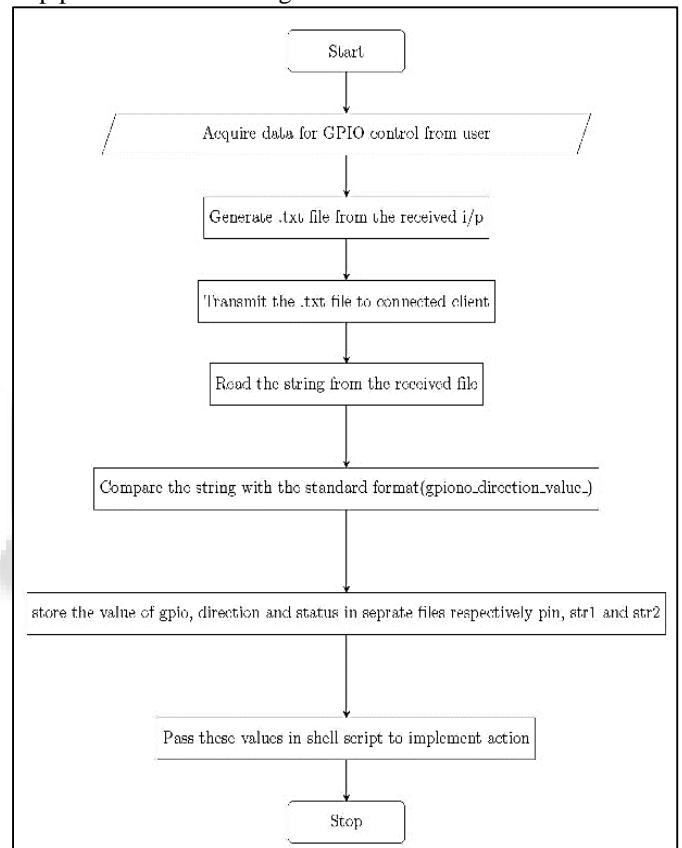 Start
Acquire data for GPIO control from user
Generate .txt file from the received i/p
Transmit the .txt file to connected client
Read the string from the received file
Compare the string with the standard format(gpiono_direction_value_)
store the value of gpio, direction and status in seprate files respectively pin, str1 and str2
Pass these values in shell script to implement action
Stop